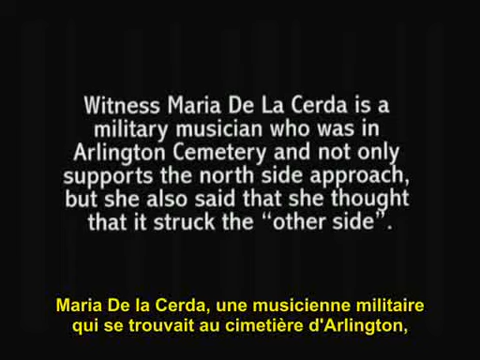 Witness Maria De La Cerda is a
military musician who was in
Arlington Cemetery and not only
supports the north side approach,
but she also said that she thought
that it struck the “other side”.
Maria De la Cerda, une musicienne militaire
qui se trouvait au cimetière d'Arlington,